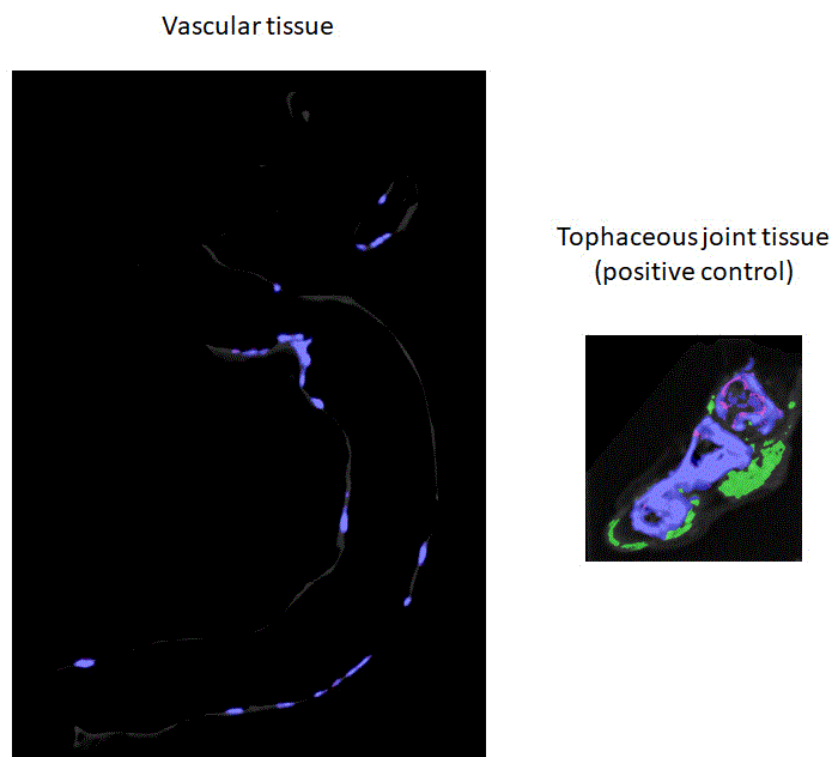 Vascular tissue
Tophaceous joint tissue
(positive control)